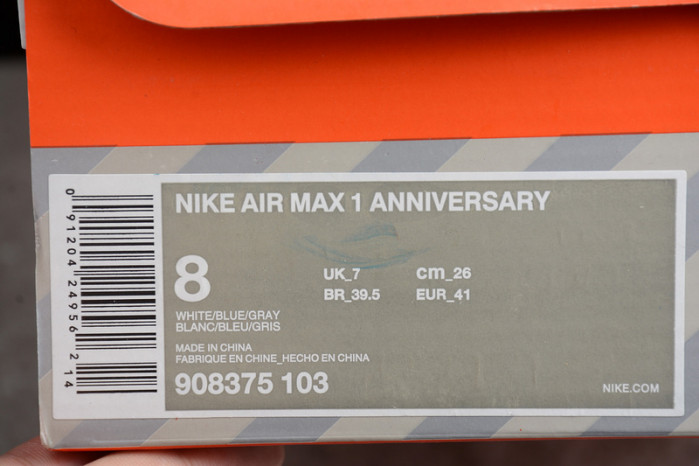 NIKE AIR MAX 1 ANNIVERSARY
8
UK_7 cm_26
BR_39.5 EUR_41
WHITE/BLUE/GRAY
BLANC/BLEU/GRIS
MADE IN CHINA
FABRIQUE EN CHINE_HECHO EN CHINA
908375 103
NIKE.COM
0 91204 24956 2 14